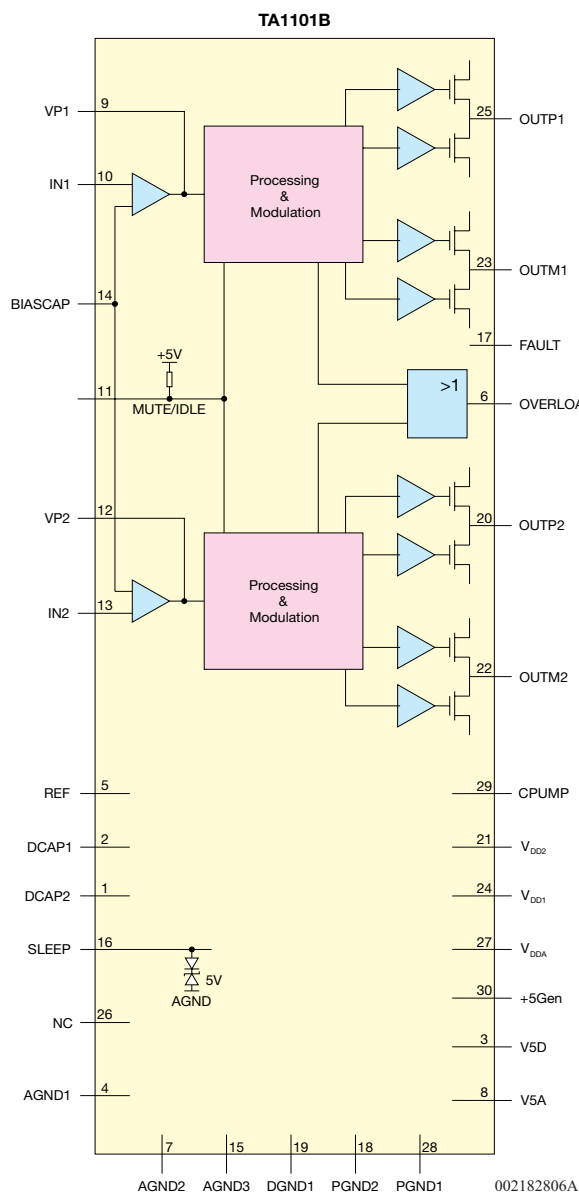 TA1101B
VP1 9
IN1 10
BIASCAP 14
11
+5V
MUTE/IDLE
VP2 12
IN2 13
Processing
&
Modulation
Processing
&
Modulation
25 OUTP1
23 OUTM1
17 FAULT
>1
6 OVERLOA
20 OUTP2
22 OUTM2
REF 5
DCAP1 2
DCAP2 1
SLEEP 16
5V
AGND
NC 26
AGND1 4
29 CPUMP
21 VDD2
24 VDD1
27 VDDA
30 +5Gen
3 V5D
8 V5A
7 15 19 18 28
AGND2 AGND3 DGND1 PGND2 PGND1
002182806A